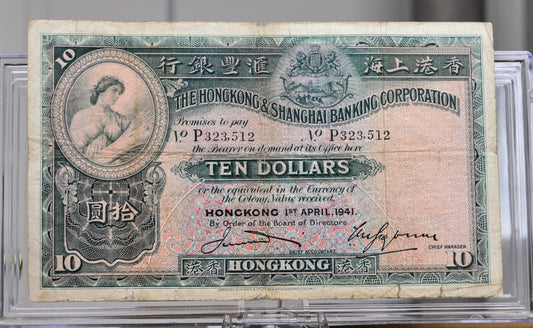 10
行銀豐滙海上港香
THE HONGKONG & SHANGHAI BANKING CORPORATION
Promises to pay
No P323,512 No P323,512
the Bearer on demand at its Office here
TEN DOLLARS
or the equivalent in the Currency of
the Colony, Value received.
HONGKONG 1ST APRIL, 1941.
By Order of the Board of Directors
圓拾
CHIEF ACCOUNTANT
CHIEF MANAGER
10 港香 HONGKONG 港香 10